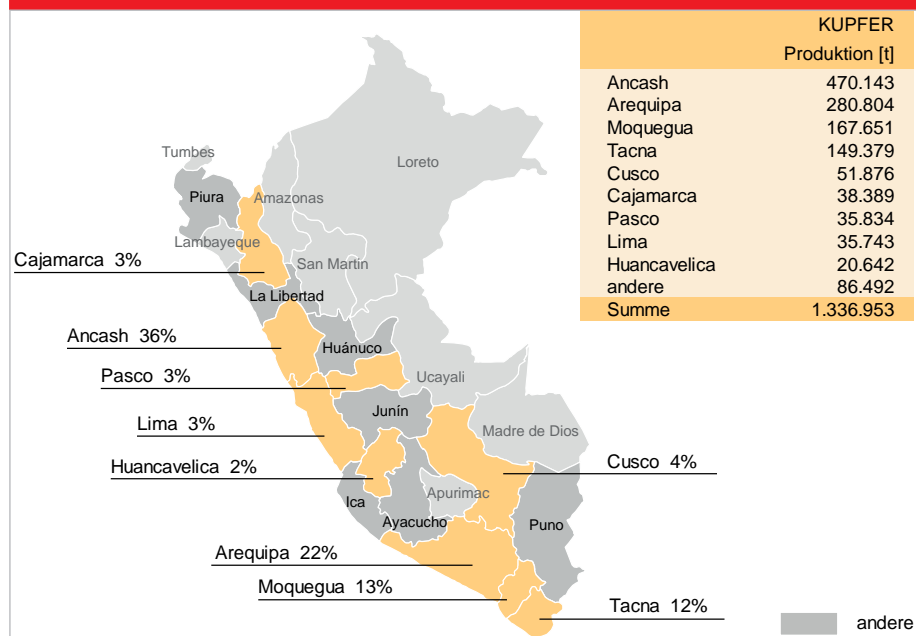 KUPFER
Produktion [t]
Ancash 470.143
Arequipa 280.804
Moquegua 167.651
Tacna 149.379
Cusco 51.876
Cajamarca 38.389
Pasco 35.834
Lima 35.743
Huancavelica 20.642
andere 86.492
Summe 1.336.953
Tumbes
Loreto
Piura
Amazonas
Lambayeque
Cajamarca 3%
San Martin
La Libertad
Ancash 36%
Huánuco
Pasco 3%
Ucayali
Junín
Lima 3%
Madre de Dios
Huancavelica 2%
Cusco 4%
Ica
Apurimac
Ayacucho
Puno
Arequipa 22%
Moquegua 13%
Tacna 12%
andere